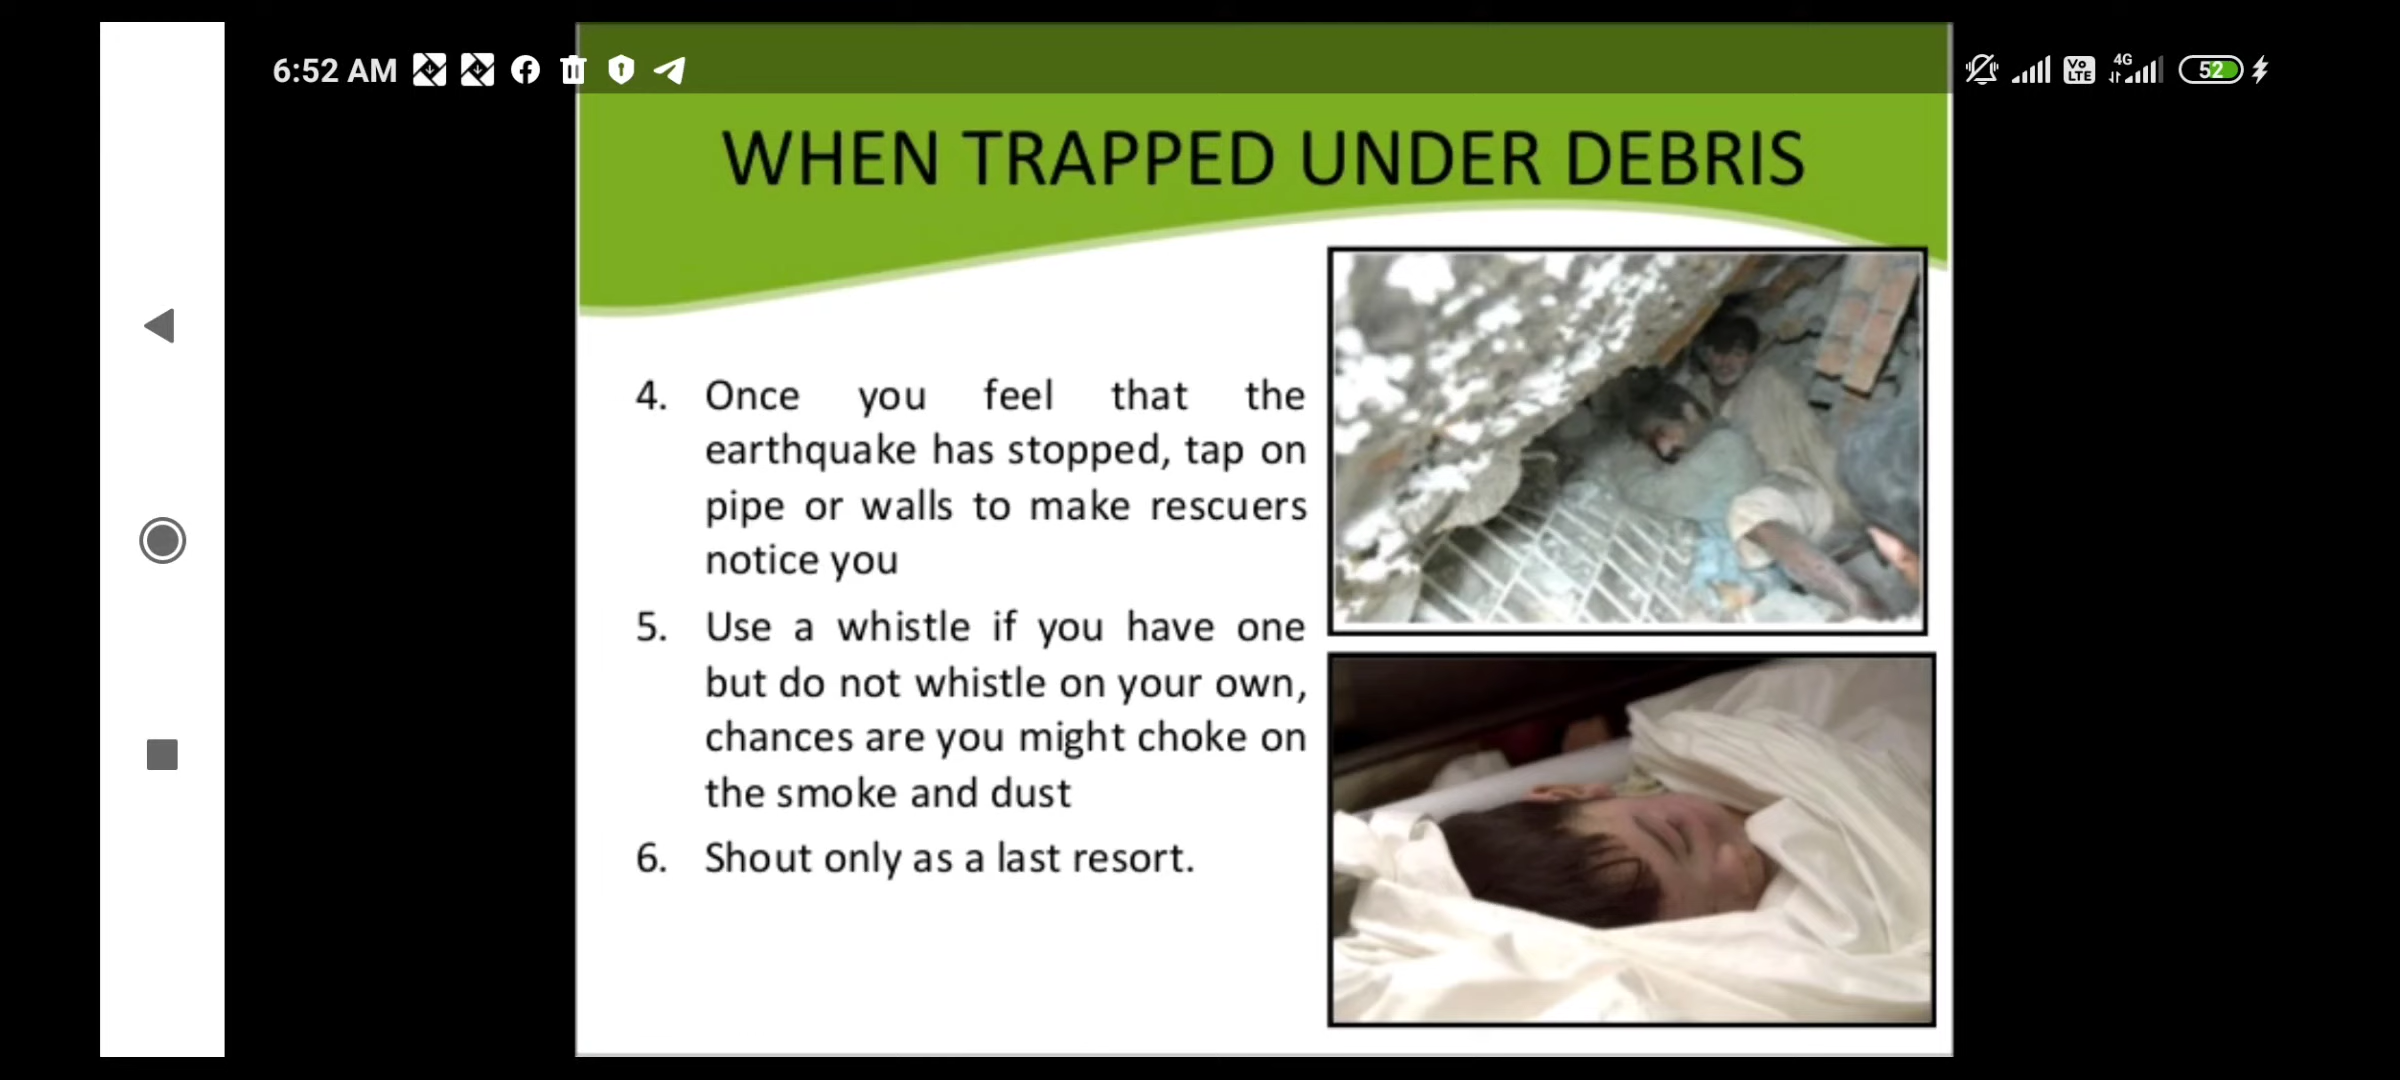 6:52 AM
Vo
LTE
4G
52
WHEN TRAPPED UNDER DEBRIS
4. Once you feel that the
earthquake has stopped, tap on
pipe or walls to make rescuers
notice you
5. Use a whistle if you have one
but do not whistle on your own,
chances are you might choke on
the smoke and dust
6. Shout only as a last resort.